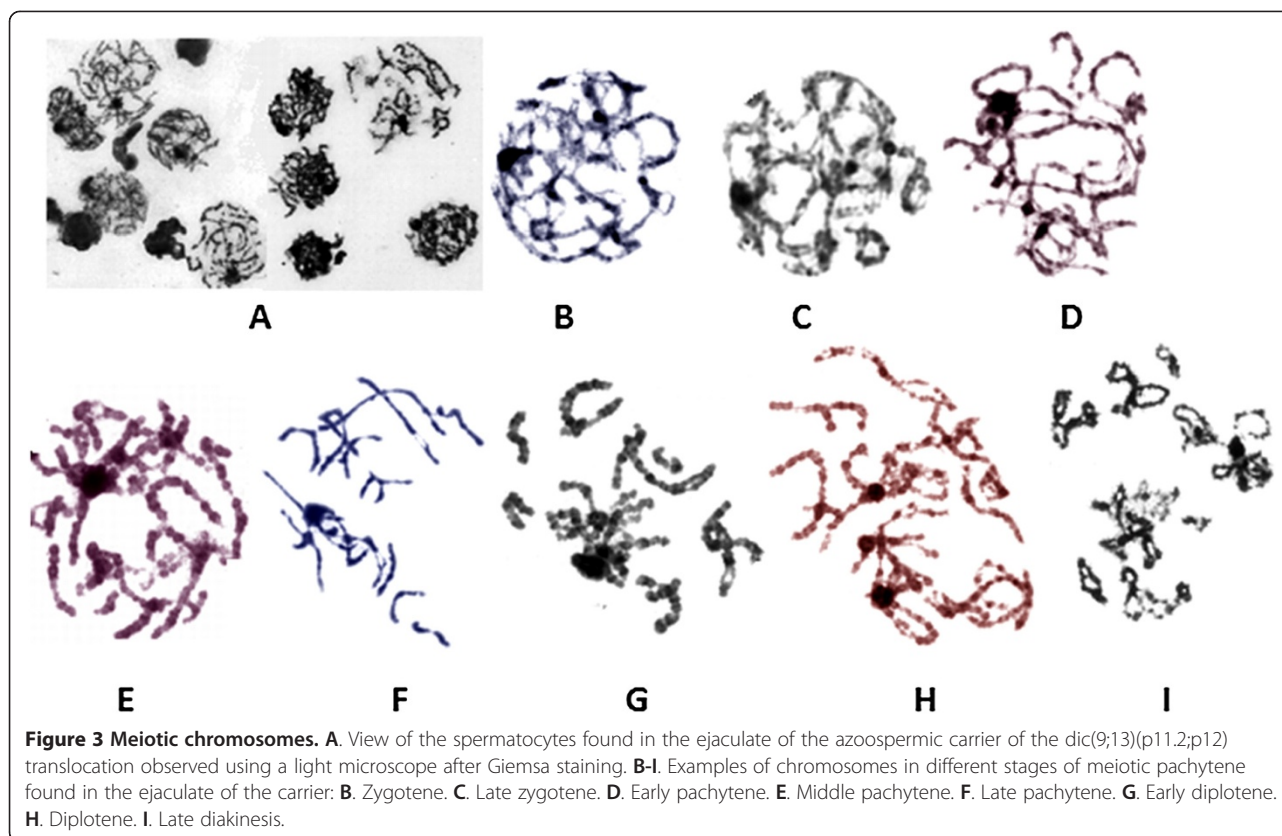 A
B
C
D
E
F
G
H
I
Figure 3 Meiotic chromosomes. A. View of the spermatocytes found in the ejaculate of the azoospermic carrier of the dic(9;13)(p11.2;p12)
translocation observed using a light microscope after Giemsa staining. B-I. Examples of chromosomes in different stages of meiotic pachytene
found in the ejaculate of the carrier: B. Zygotene. C. Late zygotene. D. Early pachytene. E. Middle pachytene. F. Late pachytene. G. Early diplotene.
H. Diplotene. I. Late diakinesis.